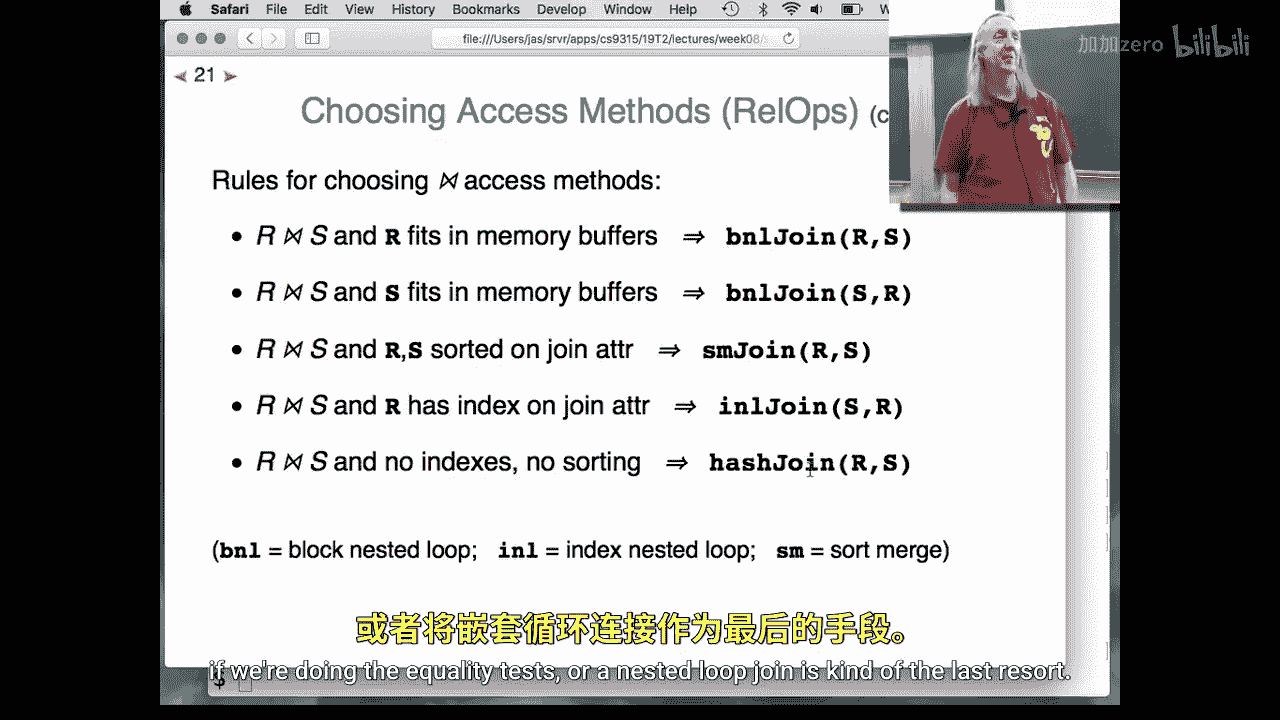 Safari File Edit View History Bookmarks Develop Window Help
加加zero bilibili
file:///Users/jas/srvr/apps/cs9315/19T2/lectures/week08/
21
Choosing Access Methods (RelOps) (c
Rules for choosing ⋈ access methods:
• R ⋈ S and R fits in memory buffers ⇒ bnlJoin(R,S)
• R ⋈ S and S fits in memory buffers ⇒ bnlJoin(S,R)
• R ⋈ S and R,S sorted on join attr ⇒ smJoin(R,S)
• R ⋈ S and R has index on join attr ⇒ inlJoin(S,R)
• R ⋈ S and no indexes, no sorting ⇒ hashJoin(R,S)
(bnl = block nested loop; inl = index nested loop; sm = sort merge)
或者将嵌套循环连接作为最后的手段。
if we're doing the equality tests, or a nested loop join is kind of the last resort.